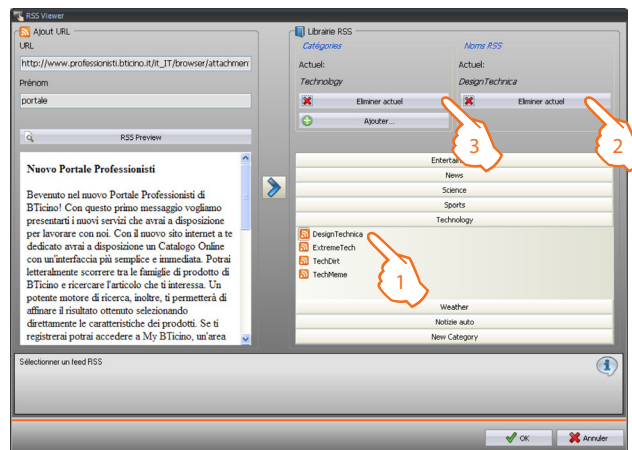 RSS Viewer
Ajout URL
URL
http://www.professionisti.bticino.it/it_IT/browser/attachmen
Prénom
portale
RSS Preview
Nuovo Portale Professionisti
Bevenuto nel nuovo Portale Professionisti di
BTicino! Con questo primo messaggio vogliamo
presentarti i nuovi servizi che avrai a disposizione
per lavorare con noi. Con il nuovo sito internet a te
dedicato avrai a disposizione un Catalogo Online
con un'interfaccia più semplice e immediata. Potrai
letteralmente scorrere tra le famiglie di prodotto di
BTicino e ricercare l'articolo che ti interessa. Un
potente motore di ricerca, inoltre, ti permetterà di
affinare il risultato ottenuto selezionando
direttamente le caratteristiche dei prodotti. Se ti
registrerai potrai accedere a My BTicino, un'area
Librairie RSS
Catégories
Actuel:
Technology
Eliminer actuel
Ajouter...
Noms RSS
Actuel:
DesignTechnica
Eliminer actuel
3
2
News
Science
Sports
Technology
DesignTechnica
ExtremeTech
TechDirt
TechMeme
1
Weather
Notizie auto
New Category
Sélectionner un feed RSS
OK
Annuler